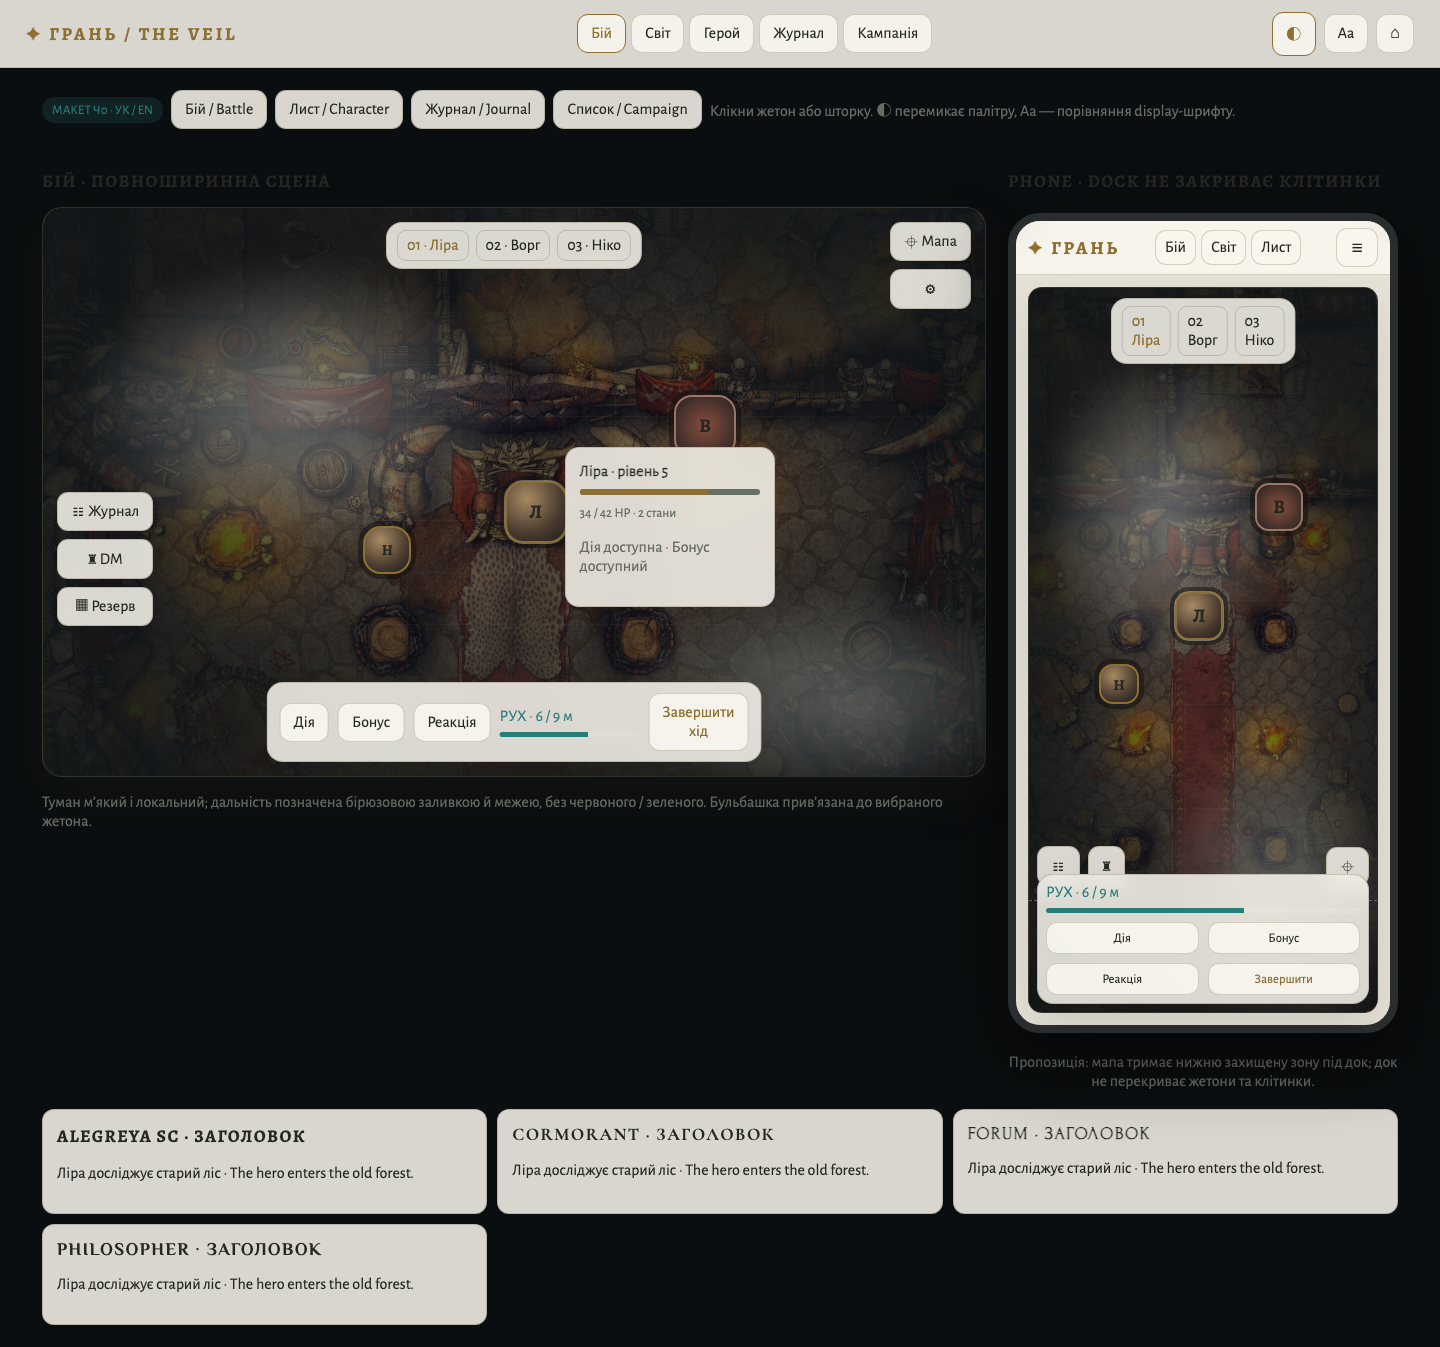 ✦ ГРАНЬ / THE VEIL
Бій
Світ
Герой
Журнал
Кампанія
Aa
МАКЕТ Ч0 · УК / EN
Бій / Battle
Лист / Character
Журнал / Journal
Список / Campaign
Клікни жетон або шторку. ◐ перемикає палітру, Aa — порівняння display-шрифту.
БІЙ · ПОВНОШИРИННА СЦЕНА
01 · Ліра
02 · Ворг
03 · Ніко
Мапа
В
Л
Н
Ліра · рівень 5
34 / 42 HP · 2 стани
Дія доступна · Бонус
доступний
Журнал
DM
Резерв
Дія
Бонус
Реакція
РУХ · 6 / 9 м
Завершити
хід
Туман м’який і локальний; дальність позначена бірюзовою заливкою й межею, без червоного / зеленого. Бульбашка прив’язана до вибраного
жетона.
PHONE · DOCK НЕ ЗАКРИВАЄ КЛІТИНКИ
✦ ГРАНЬ
Бій
Світ
Лист
01
Ліра
02
Ворг
03
Ніко
В
Л
Н
РУХ · 6 / 9 м
Дія
Бонус
Реакція
Завершити
Пропозиція: мапа тримає нижню захищену зону під док; док
не перекриває жетони та клітинки.
ALEGREYA SC · ЗАГОЛОВОК
Ліра досліджує старий ліс · The hero enters the old forest.
CORMORANT · ЗАГОЛОВОК
Ліра досліджує старий ліс · The hero enters the old forest.
FORUM · ЗАГОЛОВОК
Ліра досліджує старий ліс · The hero enters the old forest.
PHILOSOPHER · ЗАГОЛОВОК
Ліра досліджує старий ліс · The hero enters the old forest.